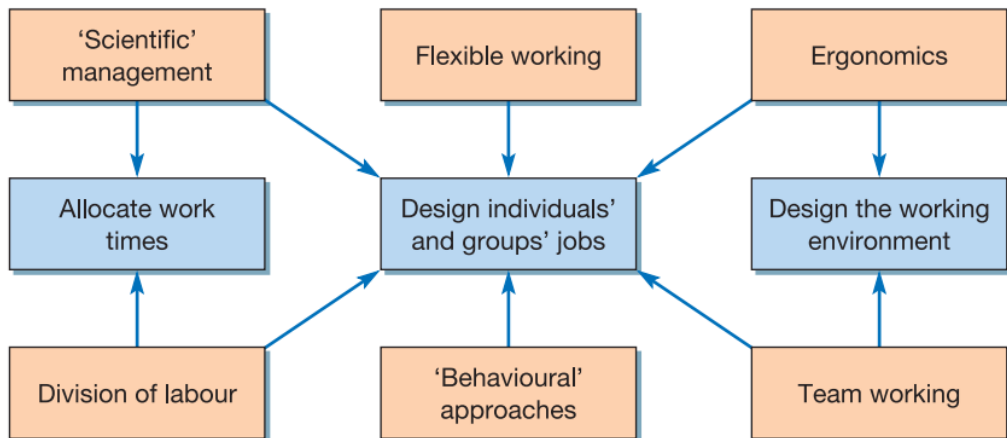 ‘Scientific’
management
Flexible working
Ergonomics
Allocate work
times
Design individuals’
and groups’ jobs
Design the working
environment
Division of labour
‘Behavioural’
approaches
Team working